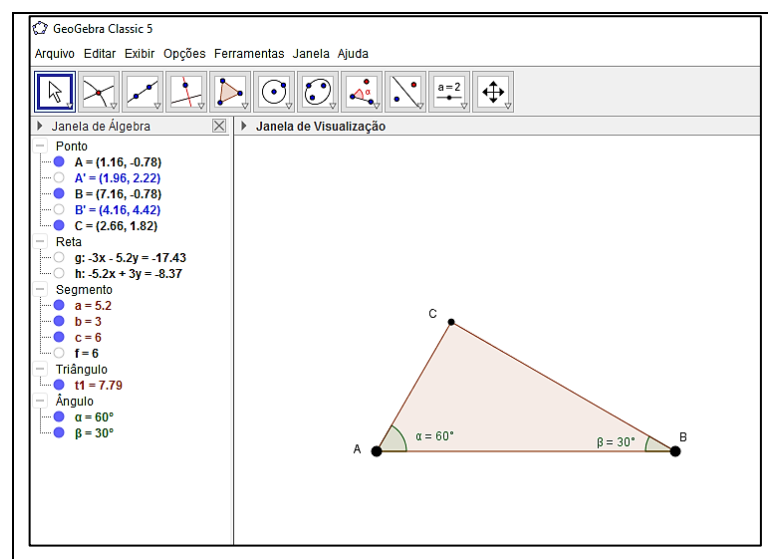 GeoGebra Classic 5
Arquivo Editar Exibir Opções Ferramentas Janela Ajuda
a=2
Janela de Álgebra
Janela de Visualização
Ponto
A = (1.16, -0.78)
A' = (1.96, 2.22)
B = (7.16, -0.78)
B' = (4.16, 4.42)
C = (2.66, 1.82)
Reta
g: -3x - 5.2y = -17.43
h: -5.2x + 3y = -8.37
Segmento
a = 5.2
b = 3
c = 6
f = 6
Triângulo
t1 = 7.79
Ângulo
α = 60°
β = 30°
C
A
α = 60°
β = 30°
B